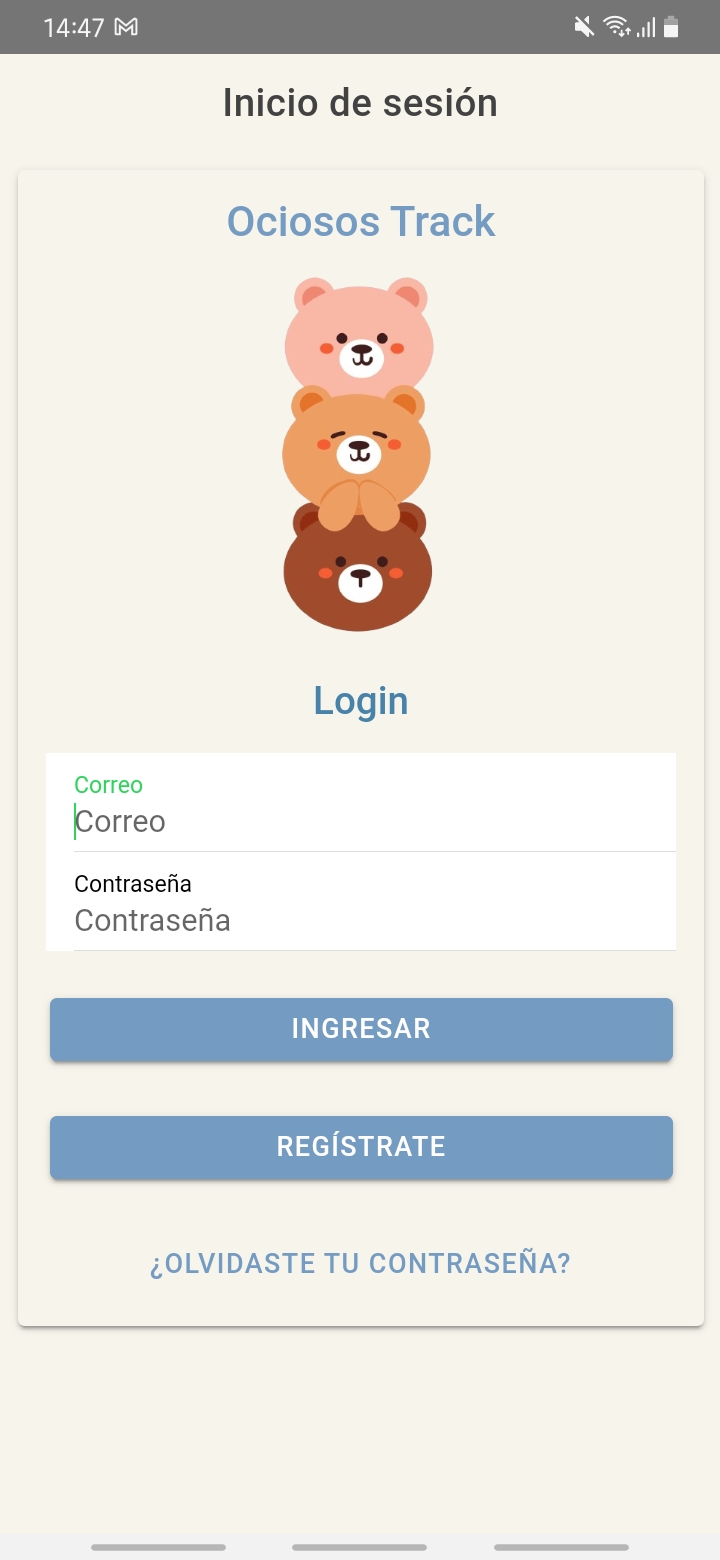 14:47
Inicio de sesión
Ociosos Track
Login
Correo
Correo
Contraseña
Contraseña
INGRESAR
REGÍSTRATE
¿OLVIDASTE TU CONTRASEÑA?